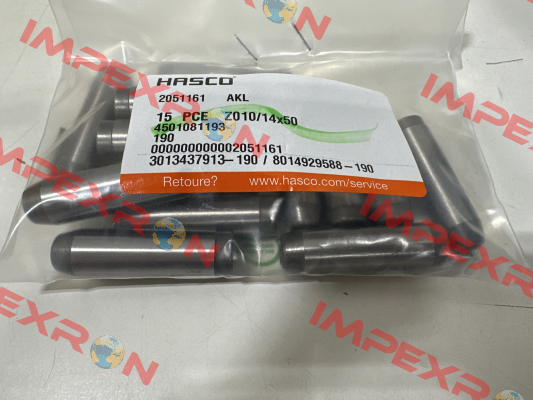 HASCO
2051161 AKL
15 PCE Z010/14x50
4501081193
190
000000000002051161
3013437913-190 / 8014929588-190
Retoure? www.hasco.com/service
IMPEXRON
IMPEXRON
IMPEXRON
IMPEXRON